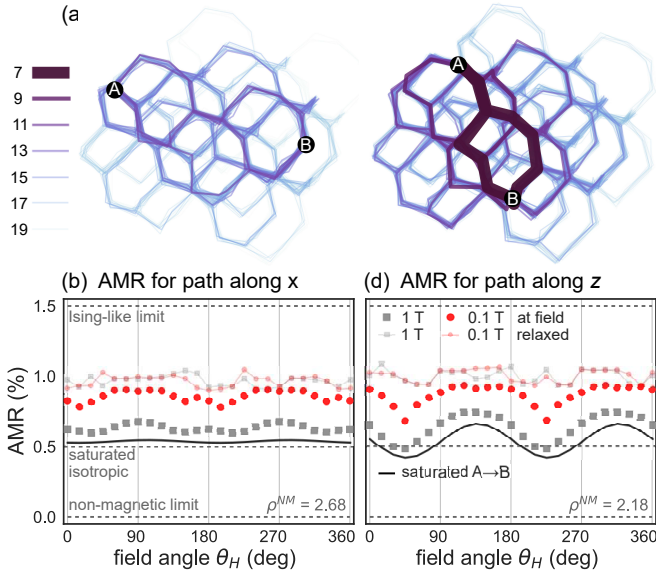 (a
A
B
A
B
7
9
11
13
15
17
19
(b) AMR for path along x
(d) AMR for path along z
AMR (%)
1.5
1.0
0.5
0.0
Ising-like limit
saturated
isotropic
non-magnetic limit
ρ^NM = 2.68
0 90 180 270 360
field angle θ_H (deg)
1 T 0.1 T at field
1 T 0.1 T relaxed
saturated A→B
ρ^NM = 2.18
0 90 180 270 360
field angle θ_H (deg)